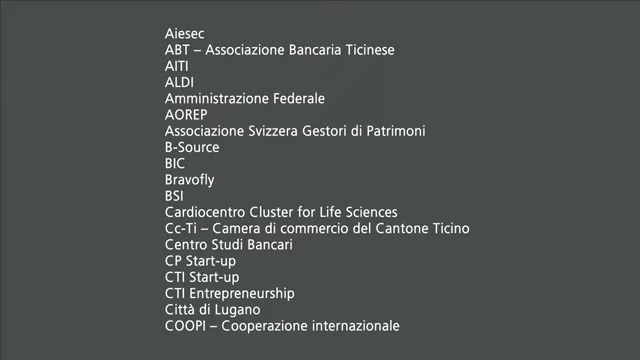 Aiesec
ABT – Associazione Bancaria Ticinese
AITI
ALDI
Amministrazione Federale
AOREP
Associazione Svizzera Gestori di Patrimoni
B-Source
BIC
Bravofly
BSI
Cardiocentro Cluster for Life Sciences
Cc-Ti – Camera di commercio del Cantone Ticino
Centro Studi Bancari
CP Start-up
CTI Start-up
CTI Entrepreneurship
Città di Lugano
COOPI – Cooperazione internazionale